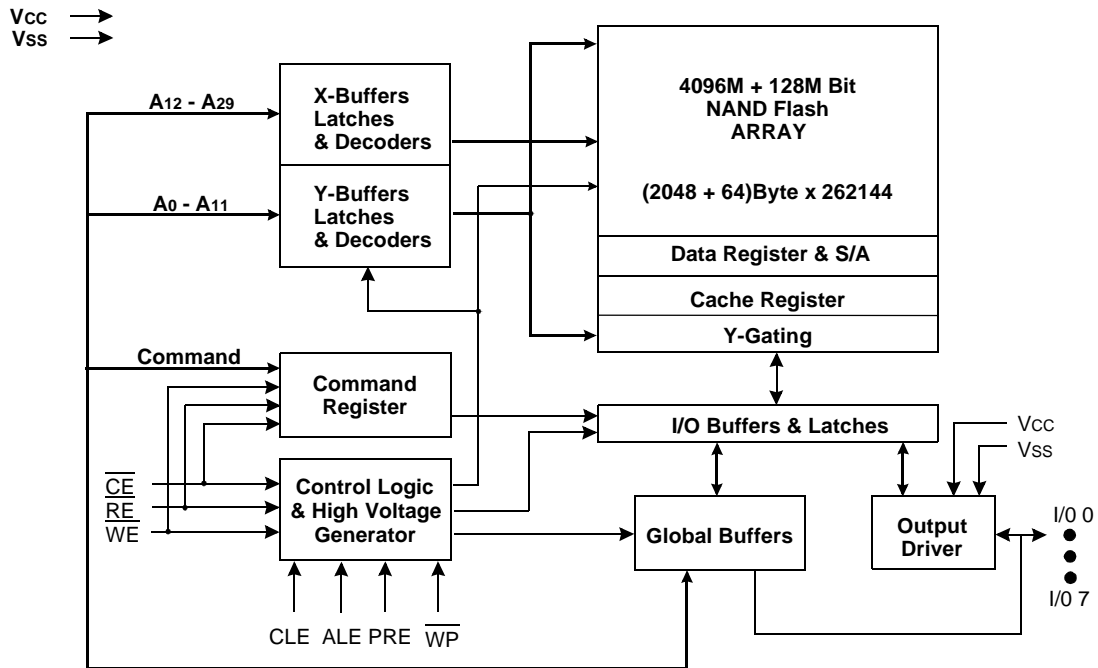 VCC
VSS
A12 - A29
X-Buffers
Latches
& Decoders
A0 - A11
Y-Buffers
Latches
& Decoders
4096M + 128M Bit
NAND Flash
ARRAY
(2048 + 64)Byte x 262144
Data Register & S/A
Cache Register
Y-Gating
Command
Command
Register
I/O Buffers & Latches
VCC
VSS
CE
RE
WE
Control Logic
& High Voltage
Generator
Global Buffers
Output
Driver
I/0 0
I/0 7
CLE ALE PRE WP